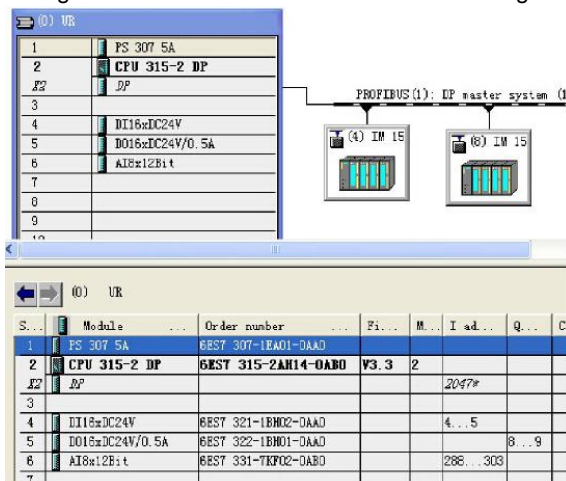 (0) UR
1 PS 307 5A
2 CPU 315-2 DP
X2 DP
3
4 DI16xDC24V
5 DO16xDC24V/0.5A
6 AI8x12Bit
7
8
9
10
PROFIBUS(1): DP master system (1
(4) IM 15
(8) IM 15
(0) UR
S... Module ... Order number ... Fi... M... I ad... Q... C
1 PS 307 5A 6ES7 307-1EA01-0AA0
2 CPU 315-2 DP 6ES7 315-2AH14-0AB0 V3.3 2
X2 DP 2047*
3
4 DI16xDC24V 6ES7 321-1BH02-0AA0 4...5
5 DO16xDC24V/0.5A 6ES7 322-1BH01-0AA0 8...9
6 AI8x12Bit 6ES7 331-7KF02-0AB0 288...303
7